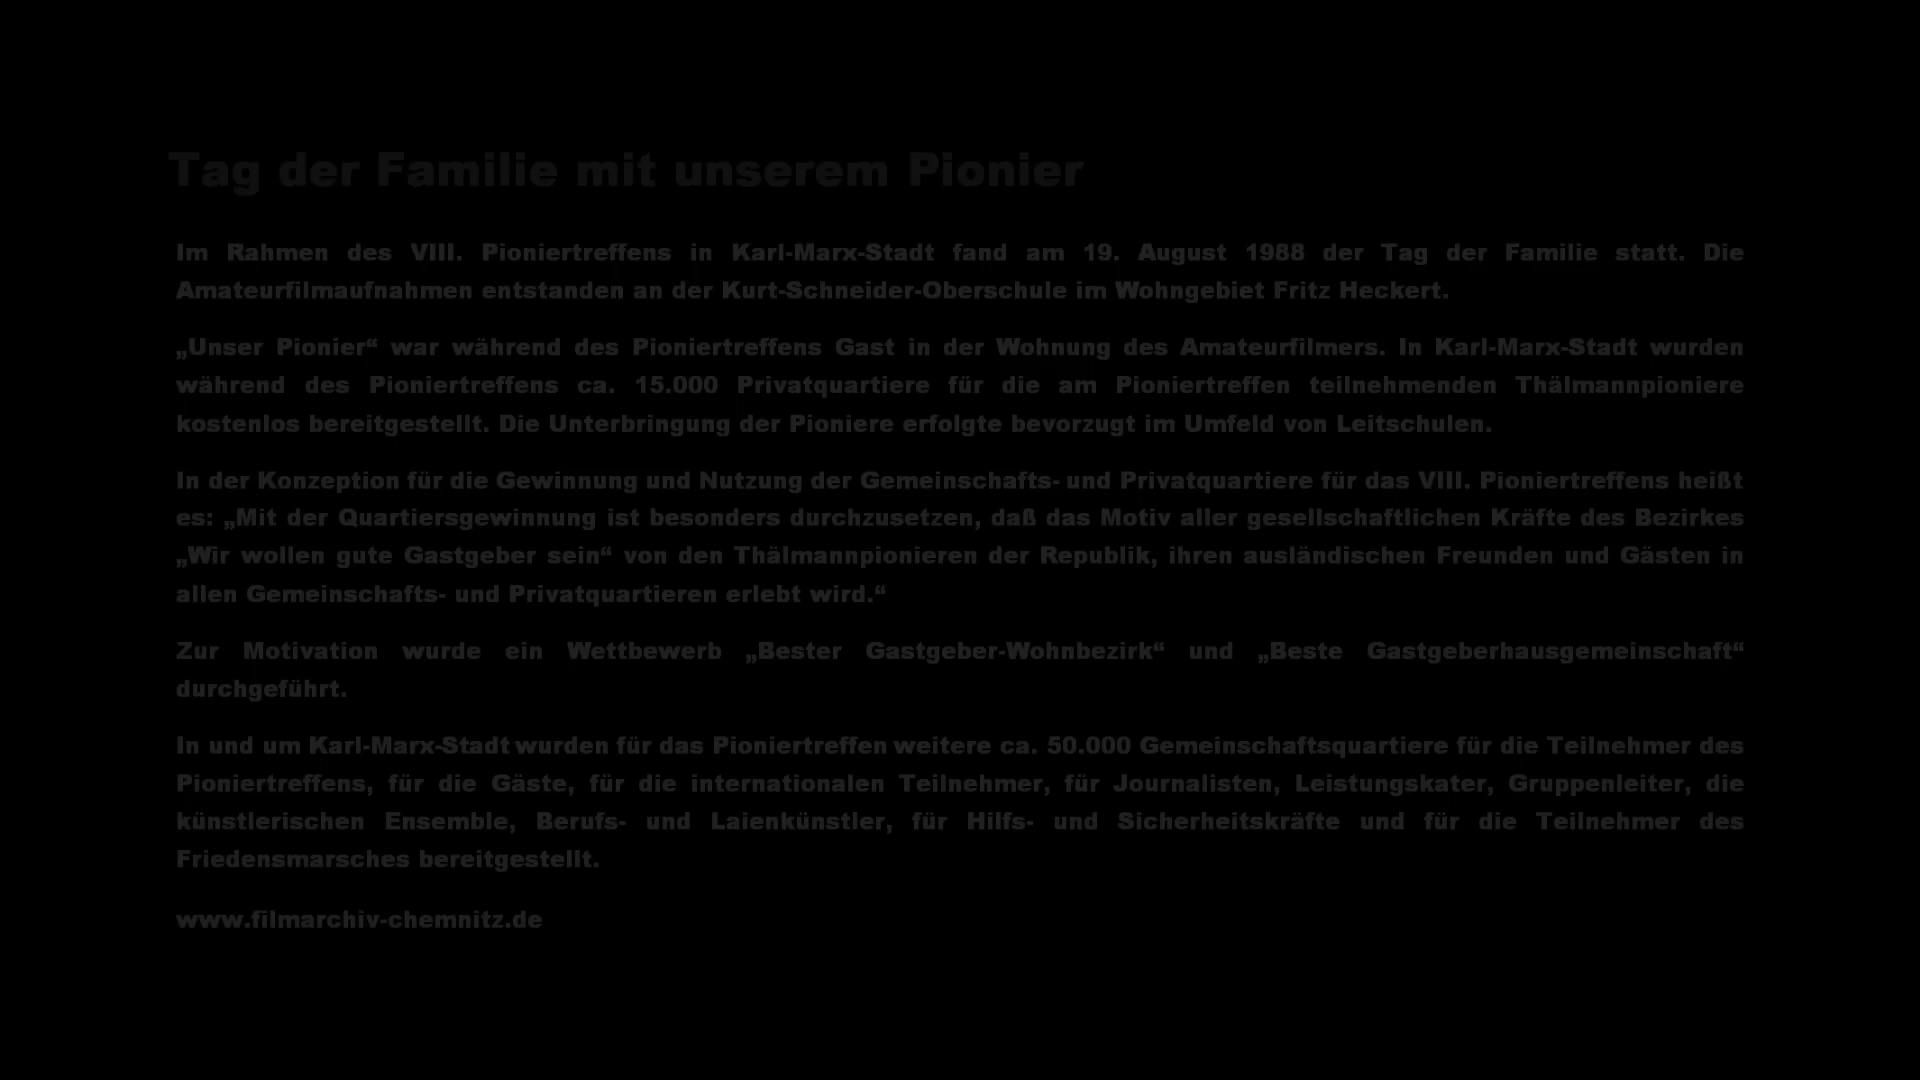 Tag der Familie mit unserem Pionier
Im Rahmen des VIII. Pioniertreffens in Karl-Marx-Stadt fand am 19. August 1988 der Tag der Familie statt. Die
Amateurfilmaufnahmen entstanden an der Kurt-Schneider-Oberschule im Wohngebiet Fritz Heckert.
„Unser Pionier“ war während des Pioniertreffens Gast in der Wohnung des Amateurfilmers. In Karl-Marx-Stadt wurden
während des Pioniertreffens ca. 15.000 Privatquartiere für die am Pioniertreffen teilnehmenden Thälmannpioniere
kostenlos bereitgestellt. Die Unterbringung der Pioniere erfolgte bevorzugt im Umfeld von Leitschulen.
In der Konzeption für die Gewinnung und Nutzung der Gemeinschafts- und Privatquartiere für das VIII. Pioniertreffens heißt
es: „Mit der Quartiersgewinnung ist besonders durchzusetzen, daß das Motiv aller gesellschaftlichen Kräfte des Bezirkes
„Wir wollen gute Gastgeber sein“ von den Thälmannpionieren der Republik, ihren ausländischen Freunden und Gästen in
allen Gemeinschafts- und Privatquartieren erlebt wird.“
Zur Motivation wurde ein Wettbewerb „Bester Gastgeber-Wohnbezirk“ und „Beste Gastgeberhausgemeinschaft“
durchgeführt.
In und um Karl-Marx-Stadt wurden für das Pioniertreffen weitere ca. 50.000 Gemeinschaftsquartiere für die Teilnehmer des
Pioniertreffens, für die Gäste, für die internationalen Teilnehmer, für Journalisten, Leistungskater, Gruppenleiter, die
künstlerischen Ensemble, Berufs- und Laienkünstler, für Hilfs- und Sicherheitskräfte und für die Teilnehmer des
Friedensmarsches bereitgestellt.
www.filmarchiv-chemnitz.de